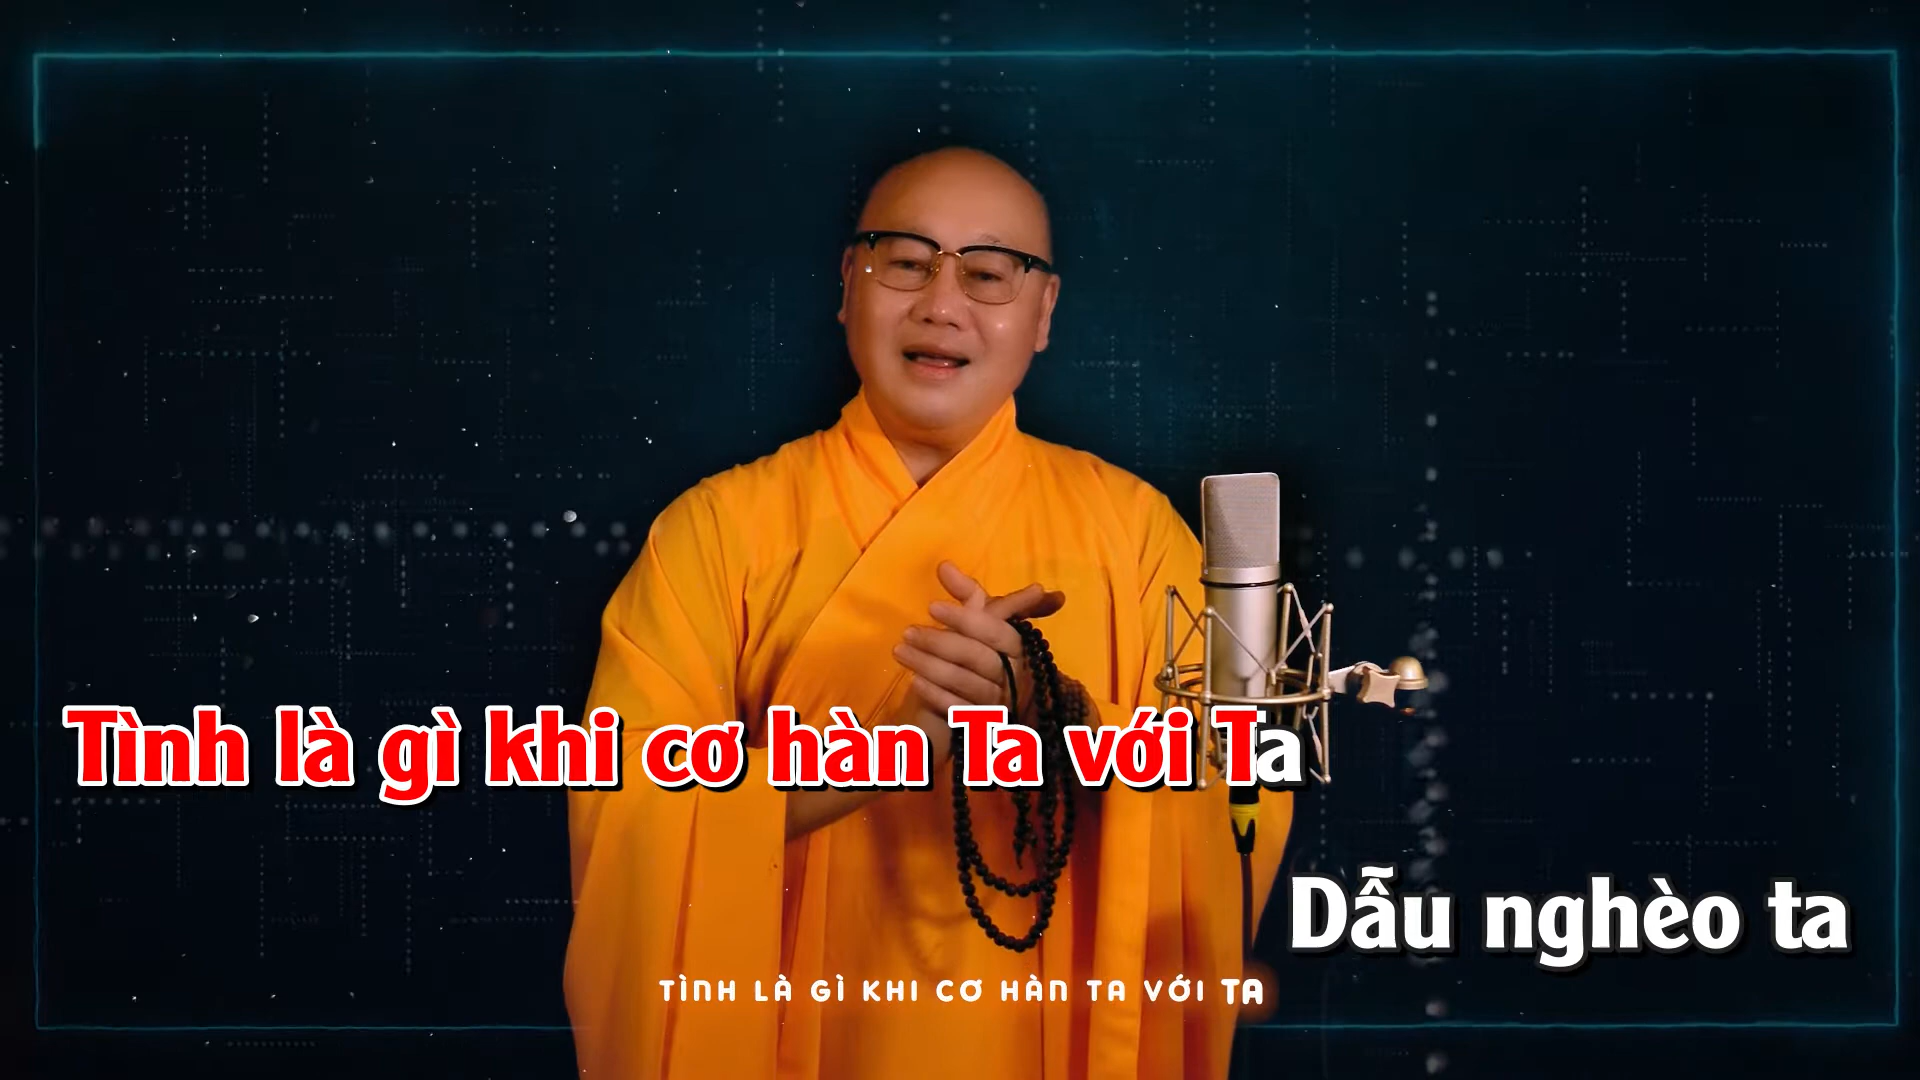 Tình là gì khi cơ hàn Ta với Ta
Dẫu nghèo ta
TÌNH LÀ GÌ KHI CƠ HÀN TA VỚI TA